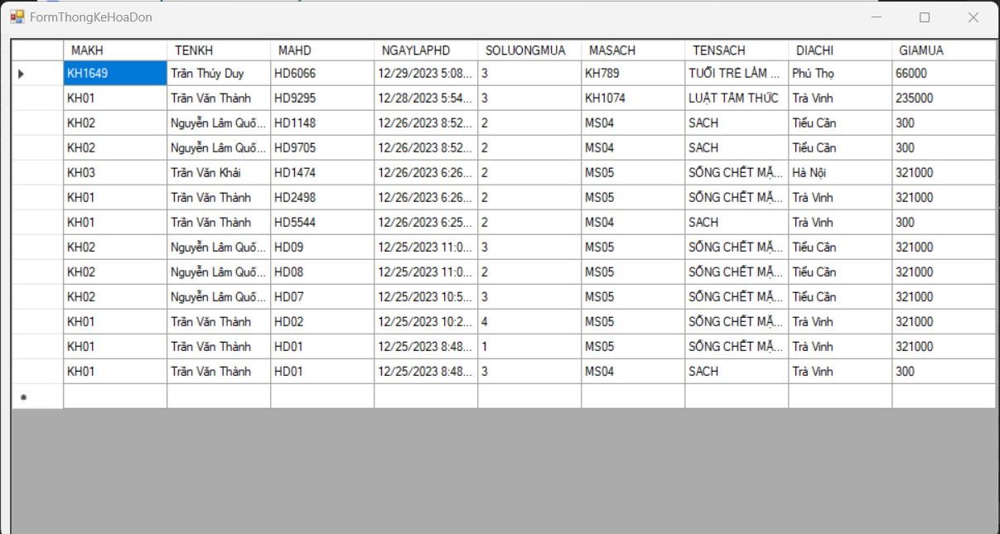 FormThongKeHoaDon
MAKH TENKH MAHD NGAYLAPHD SOLUONGMUA MASACH TENSACH DIACHI GIAMUA
KH1649 Trần Thúy Duy HD6066 12/29/2023 5:08... 3 KH789 TUỔI TRẺ LÀM ... Phú Thọ 66000
KH01 Trần Văn Thành HD9295 12/28/2023 5:54... 3 KH1074 LUẬT TÂM THỨC Trà Vinh 235000
KH02 Nguyễn Lâm Quố... HD1148 12/26/2023 8:52... 2 MS04 SACH Tiểu Cần 300
KH02 Nguyễn Lâm Quố... HD9705 12/26/2023 8:52... 2 MS04 SACH Tiểu Cần 300
KH03 Trần Văn Khải HD1474 12/26/2023 6:26... 2 MS05 SỐNG CHẾT MẶ... Hà Nội 321000
KH01 Trần Văn Thành HD2498 12/26/2023 6:26... 2 MS05 SỐNG CHẾT MẶ... Trà Vinh 321000
KH01 Trần Văn Thành HD5544 12/26/2023 6:25... 2 MS04 SACH Trà Vinh 300
KH02 Nguyễn Lâm Quố... HD09 12/25/2023 11:0... 3 MS05 SỐNG CHẾT MẶ... Tiểu Cần 321000
KH02 Nguyễn Lâm Quố... HD08 12/25/2023 11:0... 2 MS05 SỐNG CHẾT MẶ... Tiểu Cần 321000
KH02 Nguyễn Lâm Quố... HD07 12/25/2023 10:5... 3 MS05 SỐNG CHẾT MẶ... Tiểu Cần 321000
KH01 Trần Văn Thành HD02 12/25/2023 10:2... 4 MS05 SỐNG CHẾT MẶ... Trà Vinh 321000
KH01 Trần Văn Thành HD01 12/25/2023 8:48... 1 MS05 SỐNG CHẾT MẶ... Trà Vinh 321000
KH01 Trần Văn Thành HD01 12/25/2023 8:48... 3 MS04 SACH Trà Vinh 300